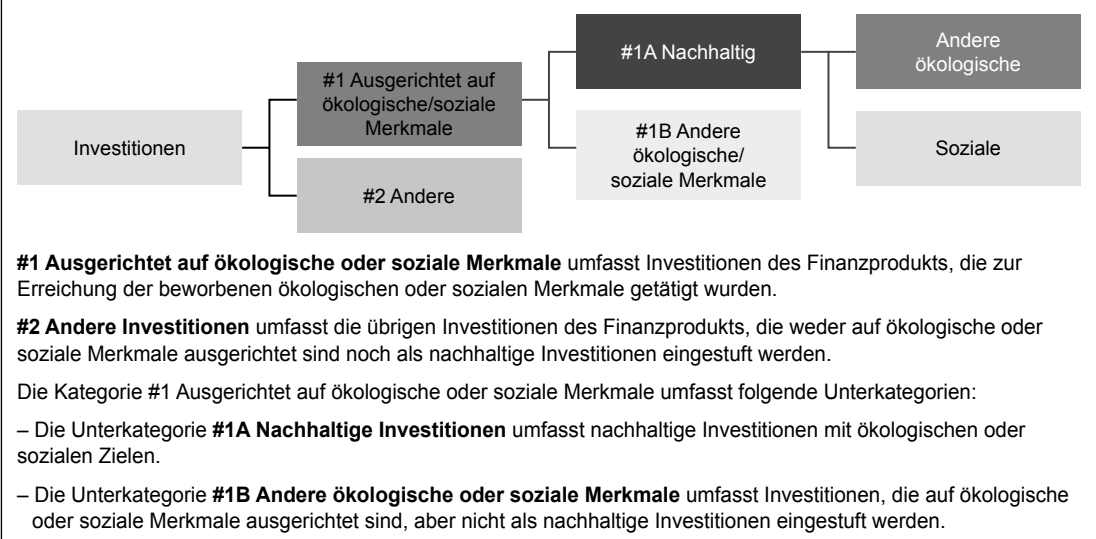 Investitionen
#1 Ausgerichtet auf
ökologische/soziale
Merkmale
#2 Andere
#1A Nachhaltig
#1B Andere
ökologische/
soziale Merkmale
Andere
ökologische
Soziale
#1 Ausgerichtet auf ökologische oder soziale Merkmale umfasst Investitionen des Finanzprodukts, die zur
Erreichung der beworbenen ökologischen oder sozialen Merkmale getätigt wurden.
#2 Andere Investitionen umfasst die übrigen Investitionen des Finanzprodukts, die weder auf ökologische oder
soziale Merkmale ausgerichtet sind noch als nachhaltige Investitionen eingestuft werden.
Die Kategorie #1 Ausgerichtet auf ökologische oder soziale Merkmale umfasst folgende Unterkategorien:
– Die Unterkategorie #1A Nachhaltige Investitionen umfasst nachhaltige Investitionen mit ökologischen oder
sozialen Zielen.
– Die Unterkategorie #1B Andere ökologische oder soziale Merkmale umfasst Investitionen, die auf ökologische
oder soziale Merkmale ausgerichtet sind, aber nicht als nachhaltige Investitionen eingestuft werden.